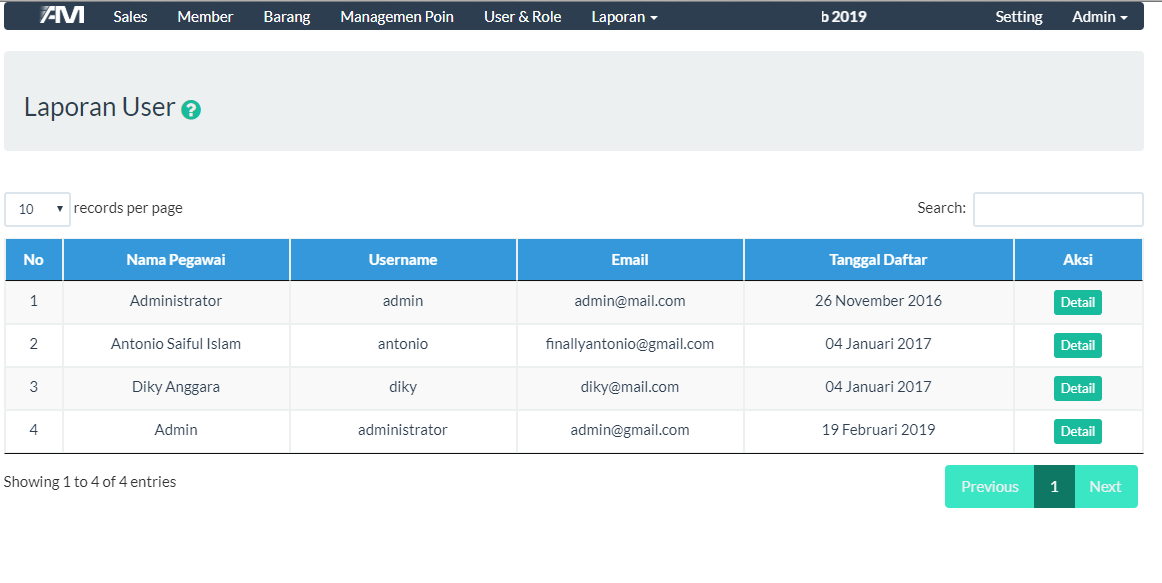 AM Sales Member Barang Managemen Poin User & Role Laporan b 2019 Setting Admin
Laporan User ?
10 records per page Search:
No Nama Pegawai Username Email Tanggal Daftar Aksi
1 Administrator admin admin@mail.com 26 November 2016 Detail
2 Antonio Saiful Islam antonio finallyantonio@gmail.com 04 Januari 2017 Detail
3 Diky Anggara diky diky@mail.com 04 Januari 2017 Detail
4 Admin administrator admin@gmail.com 19 Februari 2019 Detail
Showing 1 to 4 of 4 entries Previous 1 Next